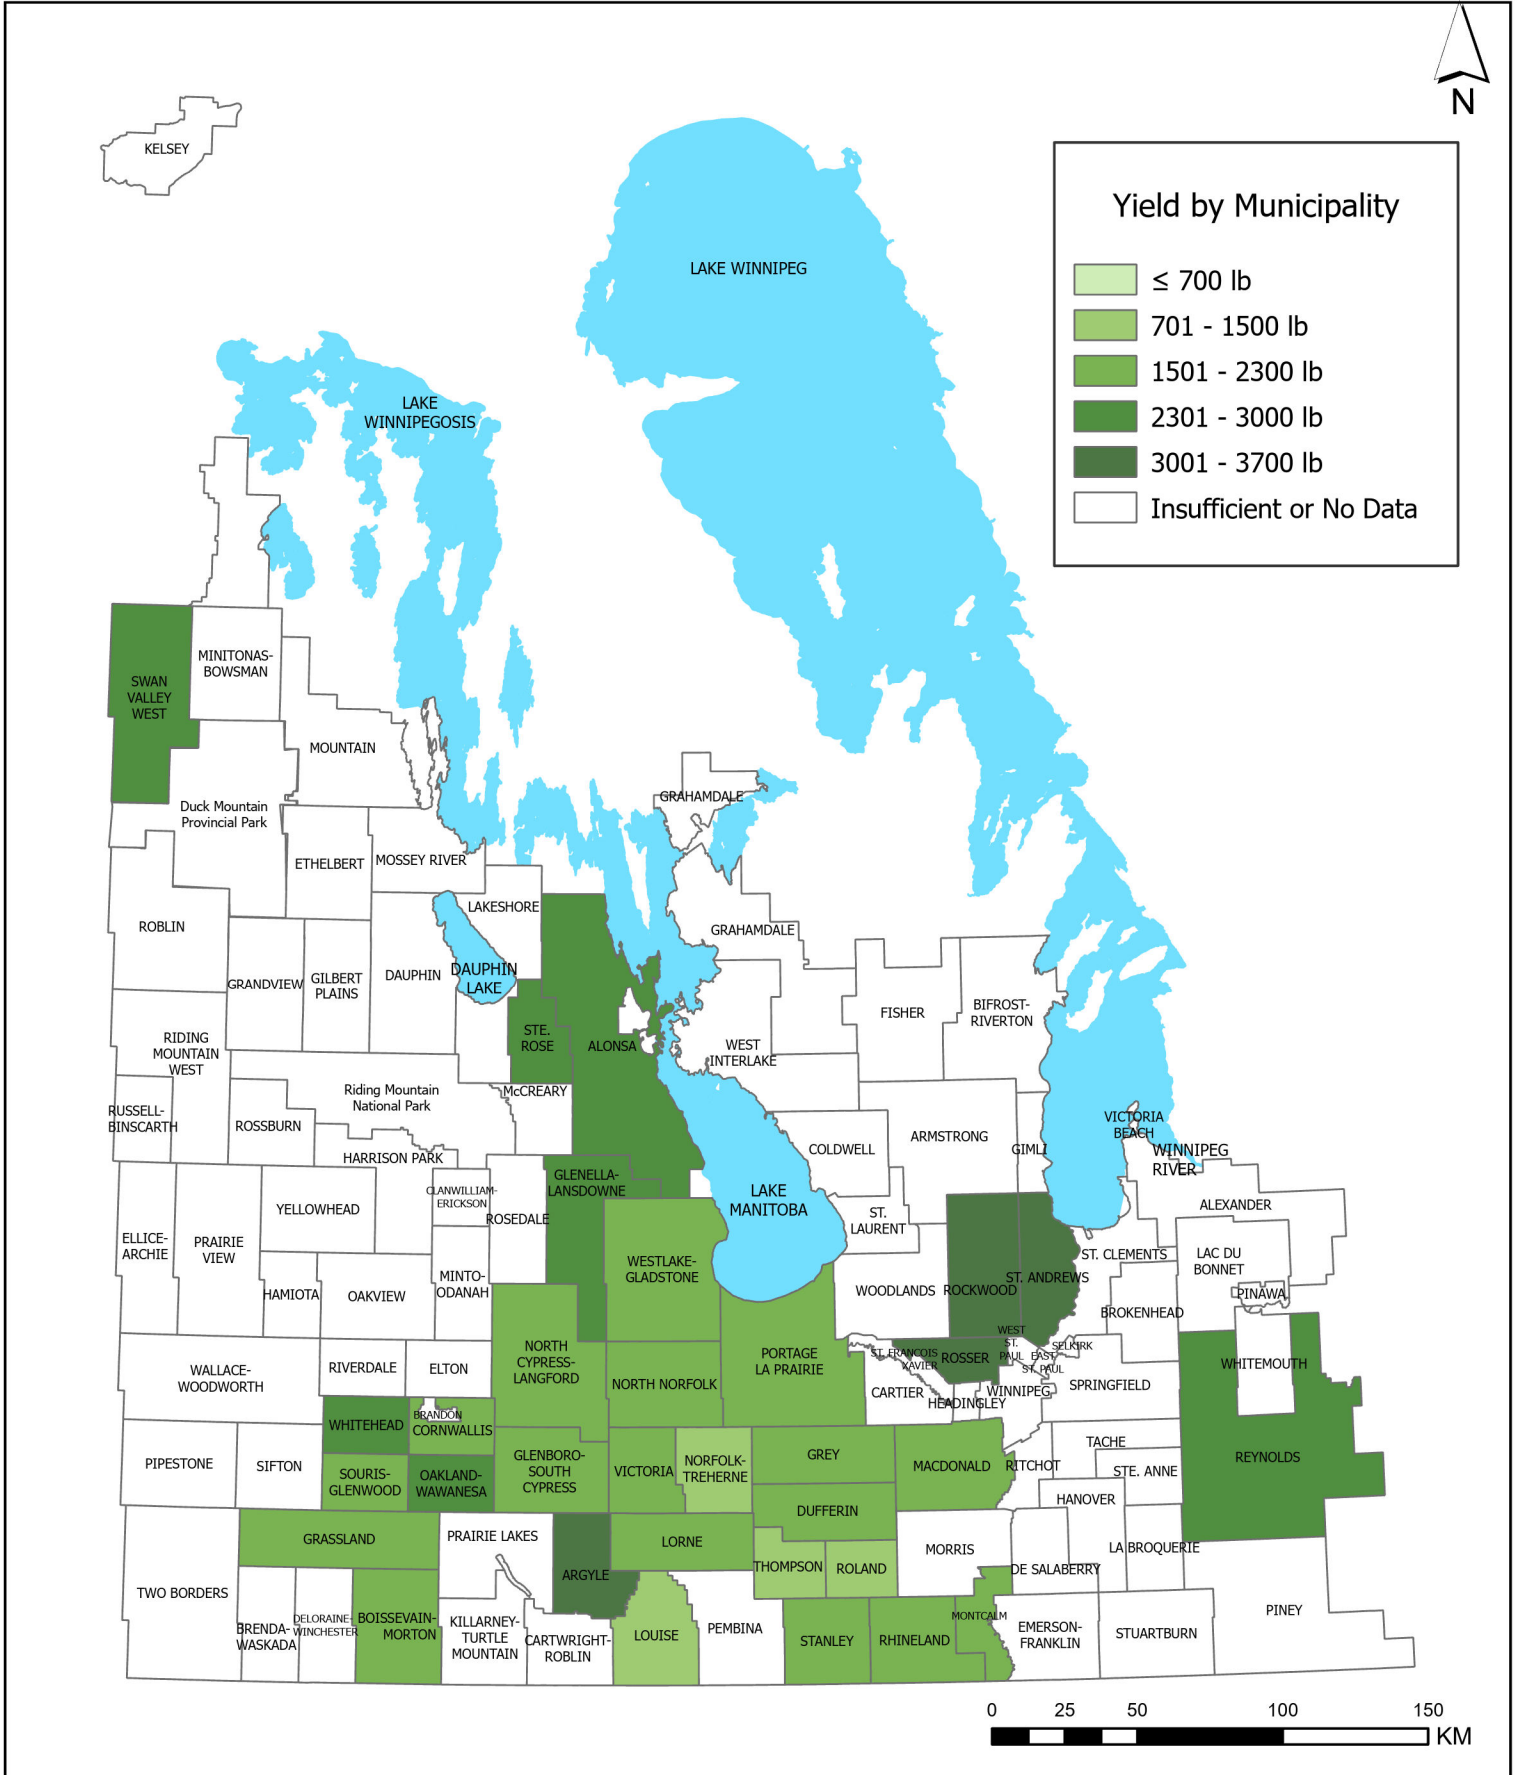 N
KELSEY
Yield by Municipality
≤ 700 lb
701 - 1500 lb
1501 - 2300 lb
2301 - 3000 lb
3001 - 3700 lb
Insufficient or No Data
LAKE WINNIPEG
LAKE
WINNIPEGOSIS
MINITONAS-
BOWSMAN
SWAN
VALLEY
WEST
MOUNTAIN
Duck Mountain
Provincial Park
GRAHAMDALE
ETHELBERT
MOSSEY RIVER
LAKESHORE
ROBLIN
GRAHAMDALE
GRANDVIEW
GILBERT
PLAINS
DAUPHIN
DAUPHIN
LAKE
FISHER
BIFROST-
RIVERTON
STE.
ROSE
ALONSA
WEST
INTERLAKE
RIDING
MOUNTAIN
WEST
Riding Mountain
National Park
McCREARY
RUSSELL-
BINSCARTH
ROSSBURN
HARRISON PARK
COLDWELL
ARMSTRONG
GIMLI
VICTORIA
BEACH
WINNIPEG
RIVER
GLENELLA-
LANSDOWNE
CLANWILLIAM-
ERICKSON
YELLOWHEAD
ROSEDALE
LAKE
MANITOBA
ST.
LAURENT
ALEXANDER
ELLICE-
ARCHIE
PRAIRIE
VIEW
ST. CLEMENTS
LAC DU
BONNET
WESTLAKE-
GLADSTONE
HAMIOTA
OAKVIEW
MINTO-
ODANAH
WOODLANDS
ROCKWOOD
ST. ANDREWS
PINAWA
BROKENHEAD
WALLACE-
WOODWORTH
RIVERDALE
ELTON
NORTH
CYPRESS-
LANGFORD
NORTH NORFOLK
PORTAGE
LA PRAIRIE
ST. FRANCOIS
XAVIER
ROSSER
WEST
ST.
PAUL
EAST
ST. PAUL
SELKIRK
WHITEMOUTH
CARTIER
HEADINGLEY
WINNIPEG
SPRINGFIELD
WHITEHEAD
BRANDON
CORNWALLIS
PIPESTONE
SIFTON
SOURIS-
GLENWOOD
OAKLAND-
WAWANESA
GLENBORO-
SOUTH
CYPRESS
VICTORIA
NORFOLK-
TREHERNE
GREY
MACDONALD
RITCHOT
TACHE
STE. ANNE
REYNOLDS
HANOVER
DUFFERIN
GRASSLAND
PRAIRIE LAKES
LORNE
MORRIS
LA BROQUERIE
DE SALABERRY
TWO BORDERS
ARGYLE
THOMPSON
ROLAND
BRENDA-
WASKADA
DELORAINE-
WINCHESTER
BOISSEVAIN-
MORTON
KILLARNEY-
TURTLE
MOUNTAIN
CARTWRIGHT-
ROBLIN
LOUISE
PEMBINA
STANLEY
RHINELAND
MONTCALM
EMERSON-
FRANKLIN
STUARTBURN
PINEY
0 25 50 100 150
KM